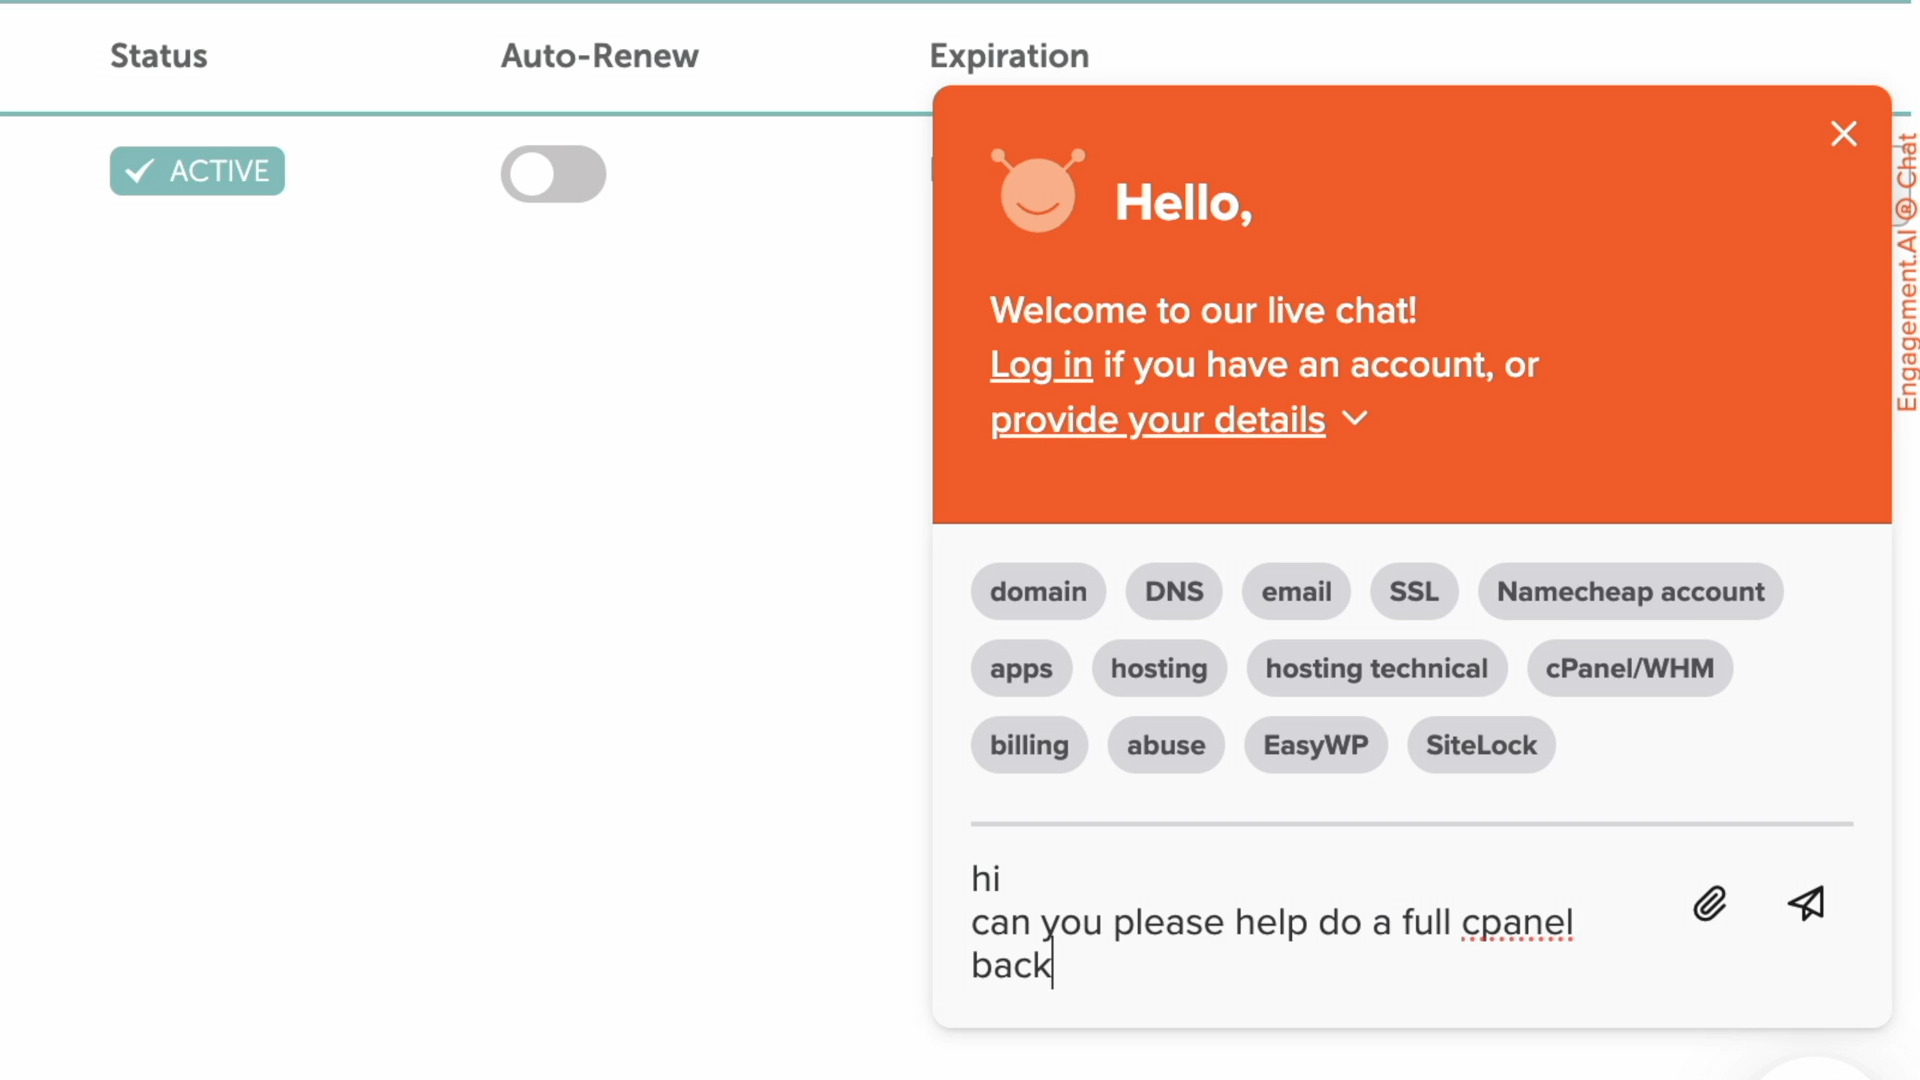 Status Auto-Renew Expiration
ACTIVE
Hello,
Welcome to our live chat!
Log in if you have an account, or
provide your details
domain DNS email SSL Namecheap account
apps hosting hosting technical cPanel/WHM
billing abuse EasyWP SiteLock
hi
can you please help do a full cpanel
back
Engagement.AI ® Chat